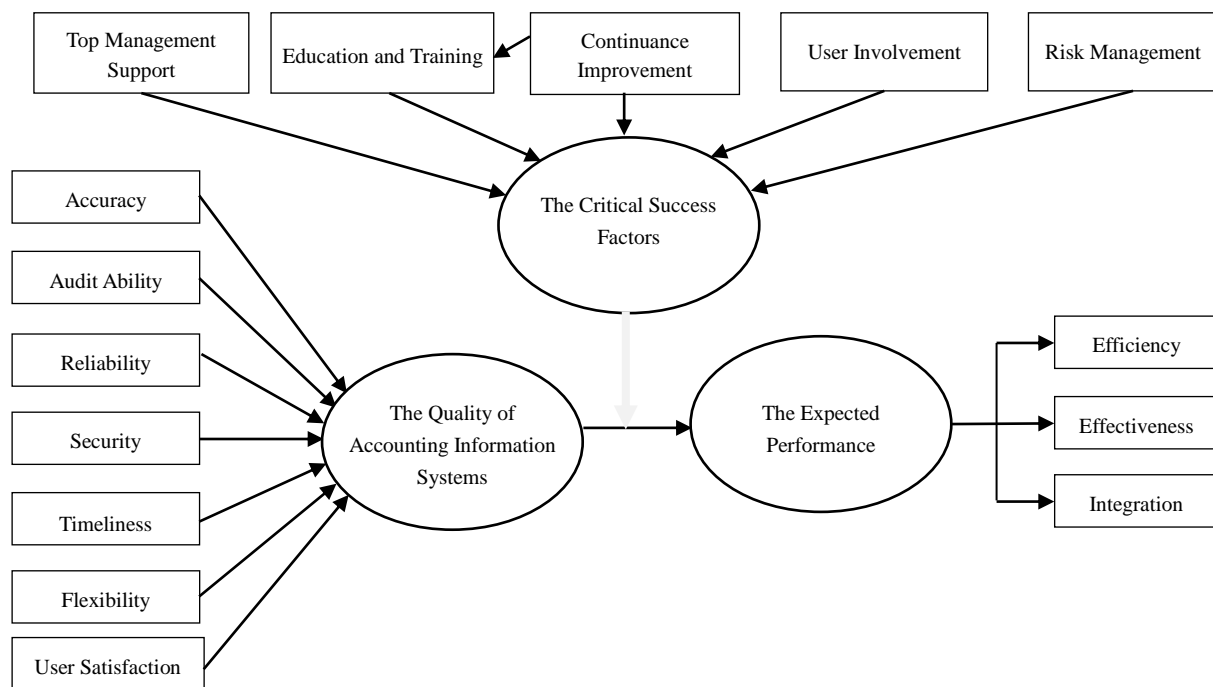 Top Management
Support
Education and Training
Continuance
Improvement
User Involvement
Risk Management
The Critical Success
Factors
Accuracy
Audit Ability
Reliability
Security
Timeliness
Flexibility
User Satisfaction
The Quality of
Accounting Information
Systems
The Expected
Performance
Efficiency
Effectiveness
Integration